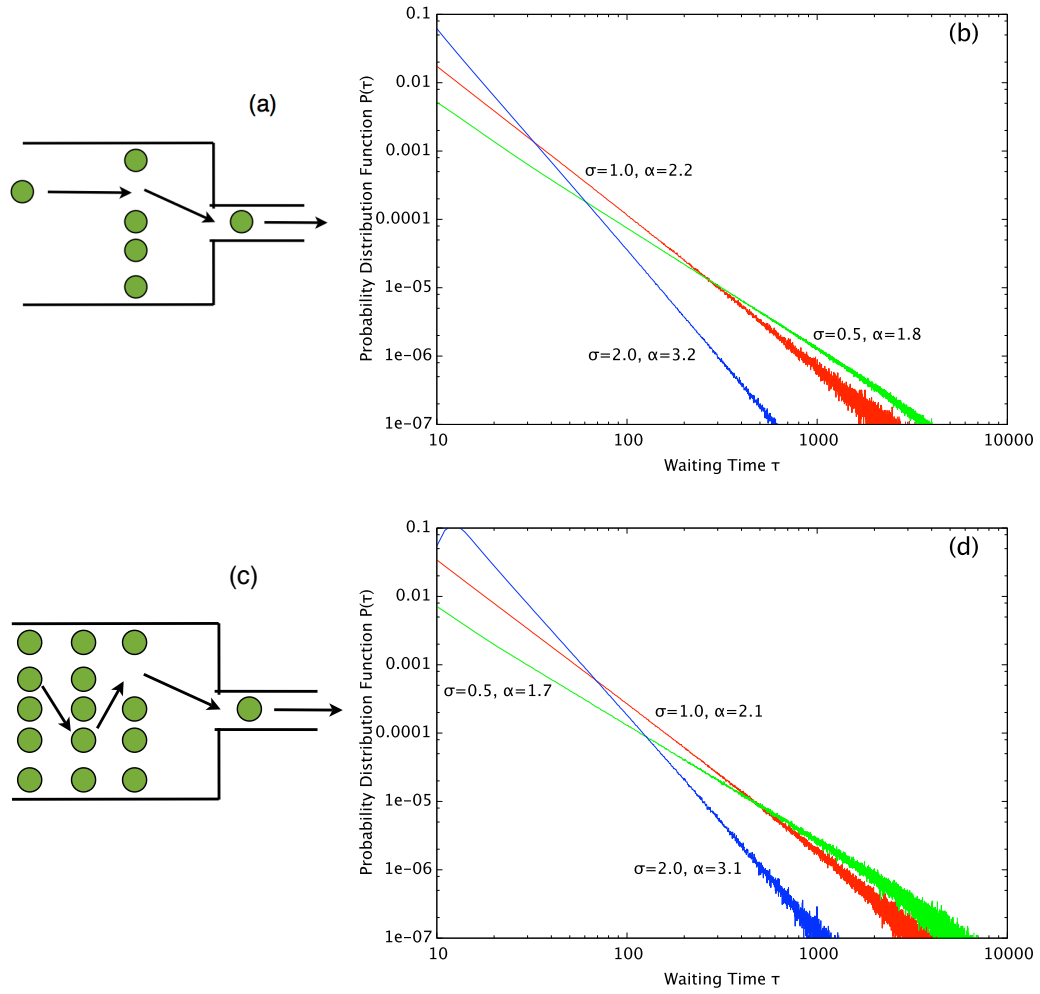 (a)
(b)
Probability Distribution Function P(τ)
0.1
0.01
0.001
0.0001
1e-05
1e-06
1e-07
σ=1.0, α=2.2
σ=0.5, α=1.8
σ=2.0, α=3.2
10
100
1000
10000
Waiting Time τ
(c)
(d)
Probability Distribution Function P(τ)
0.1
0.01
0.001
0.0001
1e-05
1e-06
1e-07
σ=0.5, α=1.7
σ=1.0, α=2.1
σ=2.0, α=3.1
10
100
1000
10000
Waiting Time τ